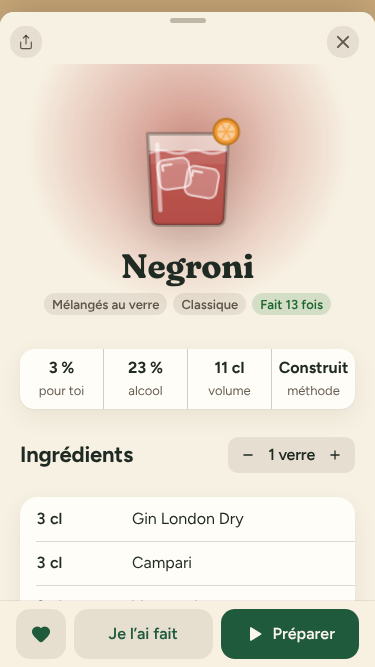 Negroni
Mélangés au verre Classique Fait 13 fois
3 % 23 % 11 cl Construit
pour toi alcool volume méthode
Ingrédients − 1 verre +
3 cl Gin London Dry
3 cl Campari
Je l’ai fait Préparer